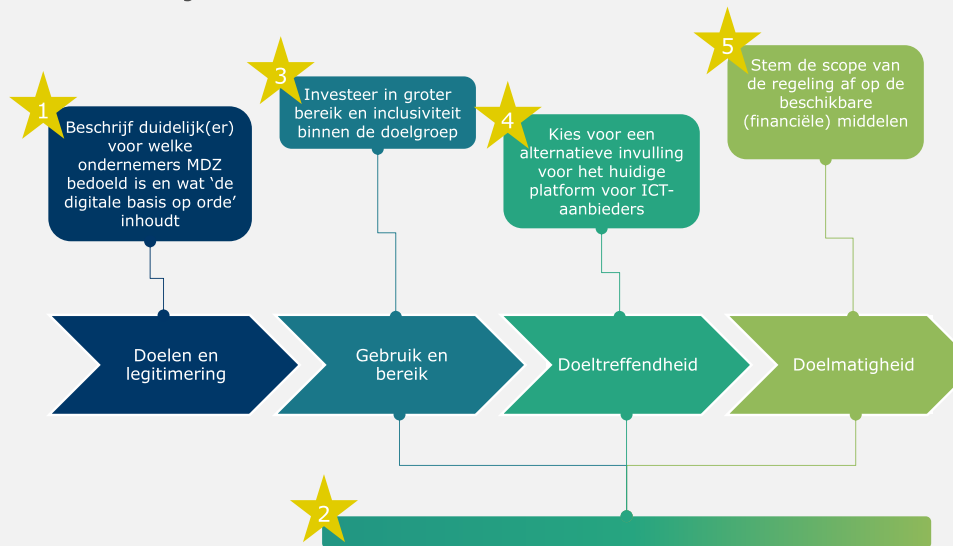 1
Beschrijf duidelijk(er)
voor welke
ondernemers MDZ
bedoeld is en wat ‘de
digitale basis op orde’
inhoudt
3
Investeer in groter
bereik en inclusiviteit
binnen de doelgroep
4
Kies voor een
alternatieve invulling
voor het huidige
platform voor ICT-
aanbieders
5
Stem de scope van
de regeling af op de
beschikbare
(financiële) middelen
Doelen en
legitimering
Gebruik en
bereik
Doeltreffendheid
Doelmatigheid
2